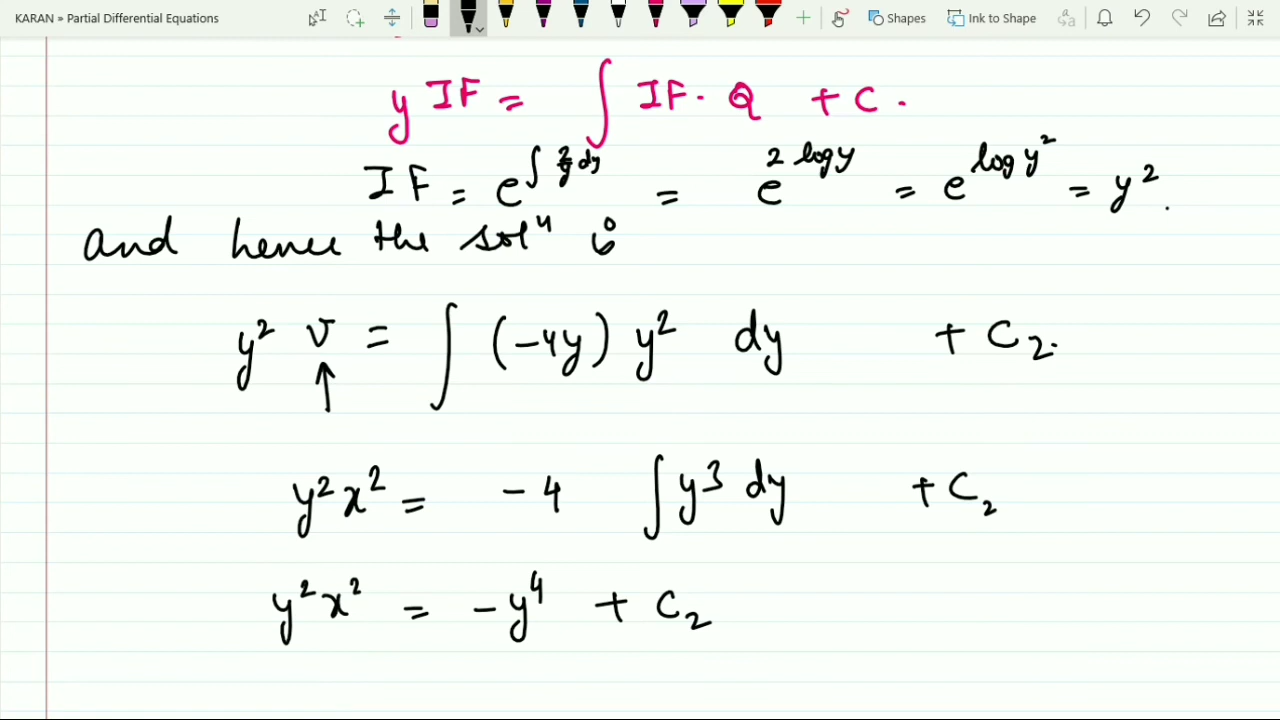 KARAN » Partial Differential Equations Shapes Ink to Shape
y IF = ∫ IF · Q + C .
IF = e^{∫ 2/y dy} = e^{2 log y} = e^{log y²} = y² .
and hence the solⁿ is
y² v = ∫ (-4y) y² dy + C₂.
y² x² = - 4 ∫ y³ dy + C₂
y² x² = - y⁴ + C₂